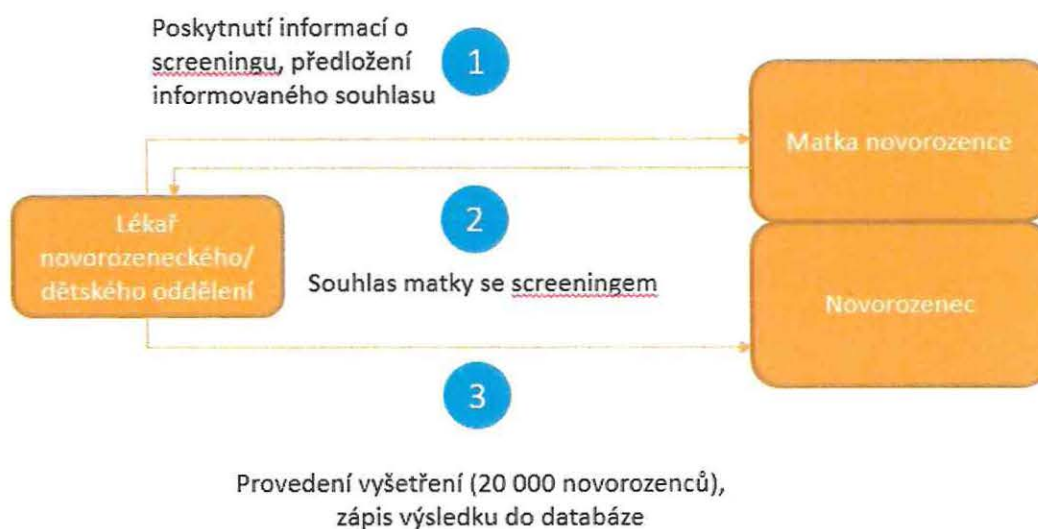 Poskytnutí informací o
screeningu, předložení
informovaného souhlasu
1
Matka novorozence
Lékař
novorozeneckého/
dětského oddělení
2
Souhlas matky se screeningem
Novorozenec
3
Provedení vyšetření (20 000 novorozenců),
zápis výsledku do databáze